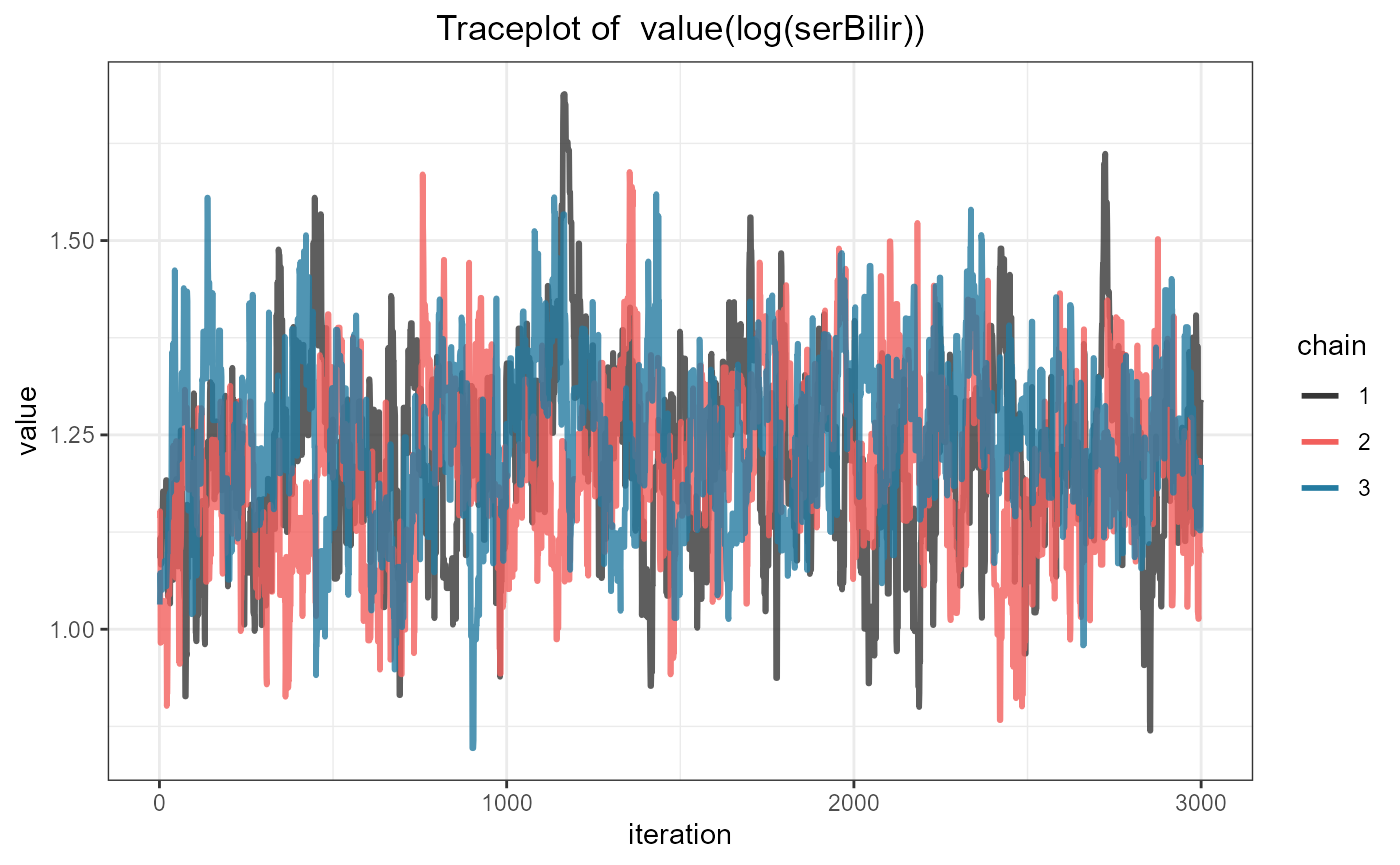 Traceplot of  value(log(serBilir))
value
1.50
1.25
1.00
0
1000
2000
3000
iteration
chain
1
2
3